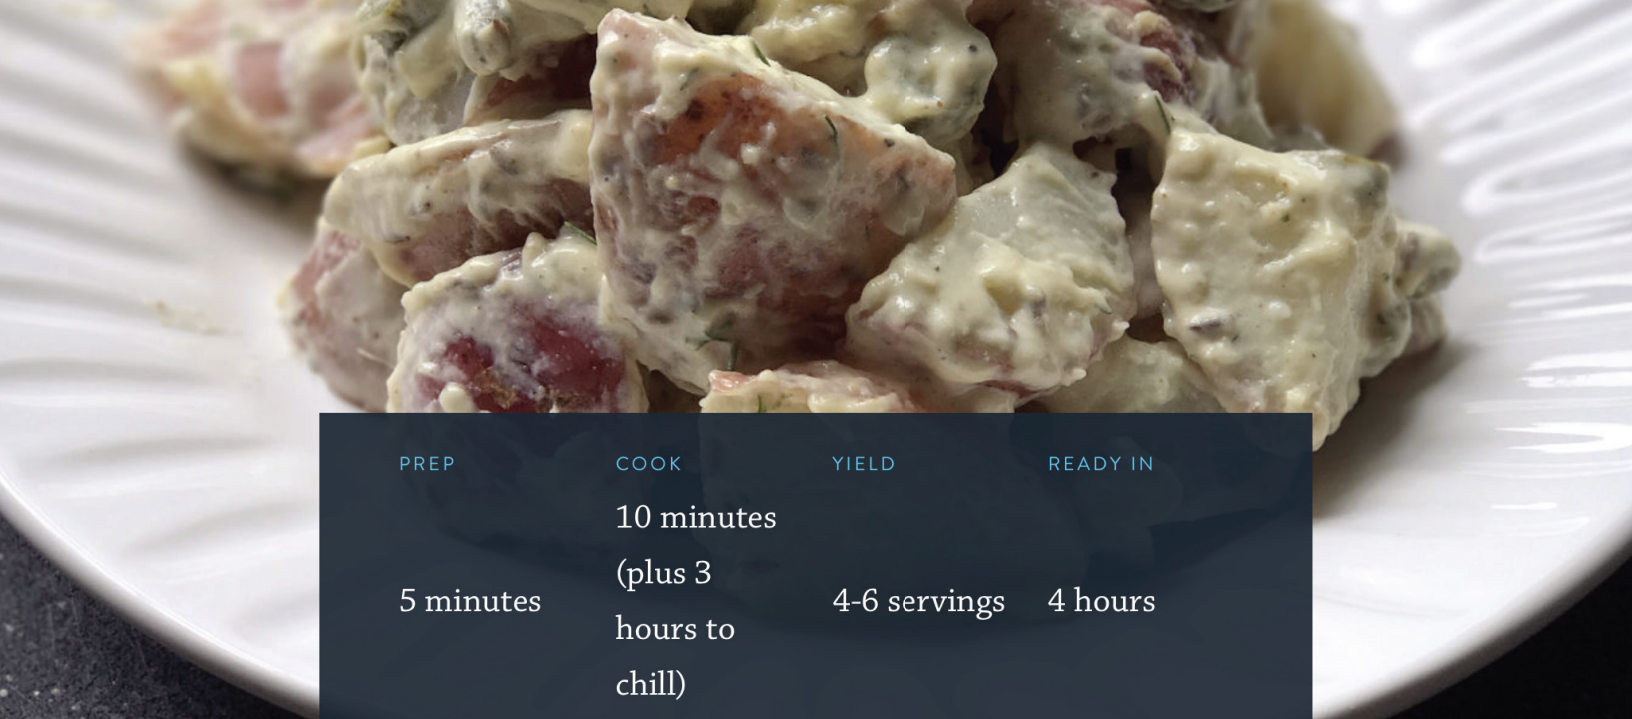 PREP COOK YIELD READY IN
10 minutes
(plus 3
5 minutes 4-6 servings 4 hours
hours to
chill)